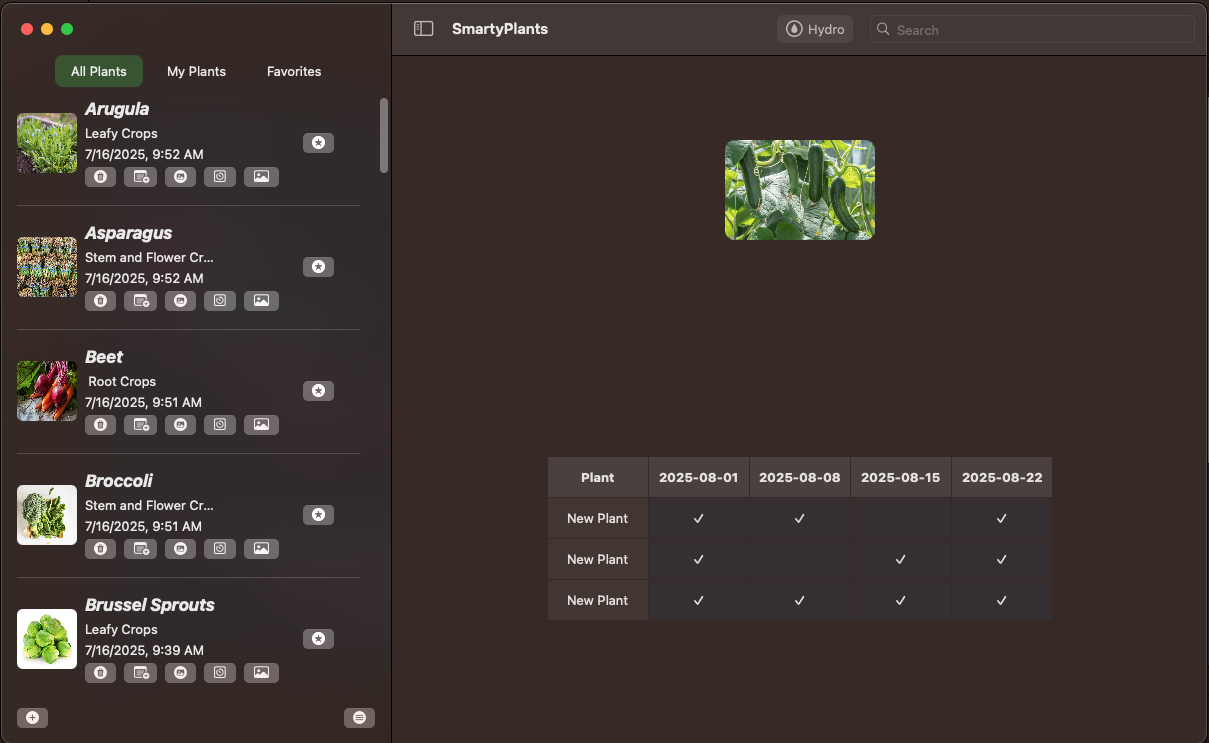 SmartyPlants
Hydro
Search
All Plants
My Plants
Favorites
Arugula
Leafy Crops
7/16/2025, 9:52 AM
Asparagus
Stem and Flower Cr...
7/16/2025, 9:52 AM
Beet
Root Crops
7/16/2025, 9:51 AM
Broccoli
Stem and Flower Cr...
7/16/2025, 9:51 AM
Brussel Sprouts
Leafy Crops
7/16/2025, 9:39 AM
Plant 2025-08-01 2025-08-08 2025-08-15 2025-08-22
New Plant ✓ ✓ ✓
New Plant ✓ ✓ ✓
New Plant ✓ ✓ ✓ ✓